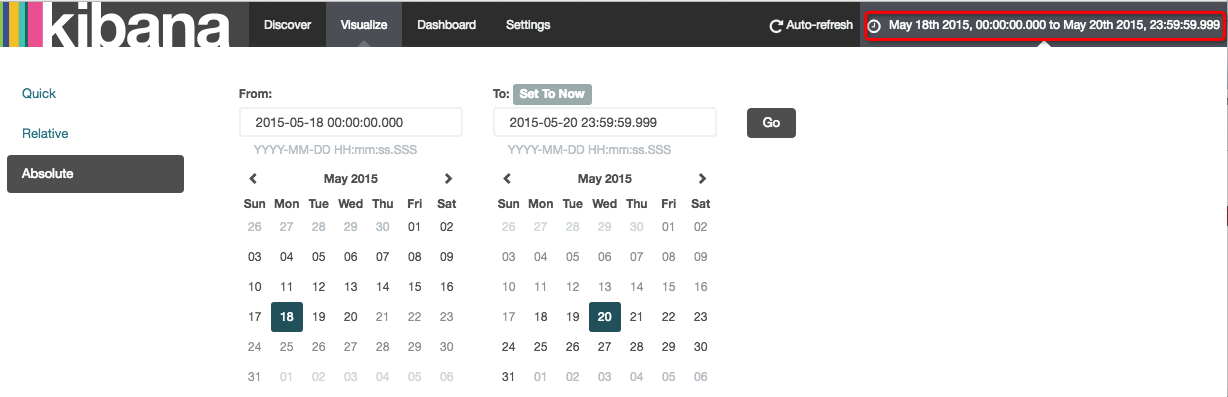 kibana Discover Visualize Dashboard Settings Auto-refresh May 18th 2015, 00:00:00.000 to May 20th 2015, 23:59:59.999
Quick
Relative
Absolute
From:
2015-05-18 00:00:00.000
YYYY-MM-DD HH:mm:ss.SSS
May 2015
Sun Mon Tue Wed Thu Fri Sat
26 27 28 29 30 01 02
03 04 05 06 07 08 09
10 11 12 13 14 15 16
17 18 19 20 21 22 23
24 25 26 27 28 29 30
31 01 02 03 04 05 06
To: Set To Now
2015-05-20 23:59:59.999
YYYY-MM-DD HH:mm:ss.SSS
May 2015
Sun Mon Tue Wed Thu Fri Sat
26 27 28 29 30 01 02
03 04 05 06 07 08 09
10 11 12 13 14 15 16
17 18 19 20 21 22 23
24 25 26 27 28 29 30
31 01 02 03 04 05 06
Go